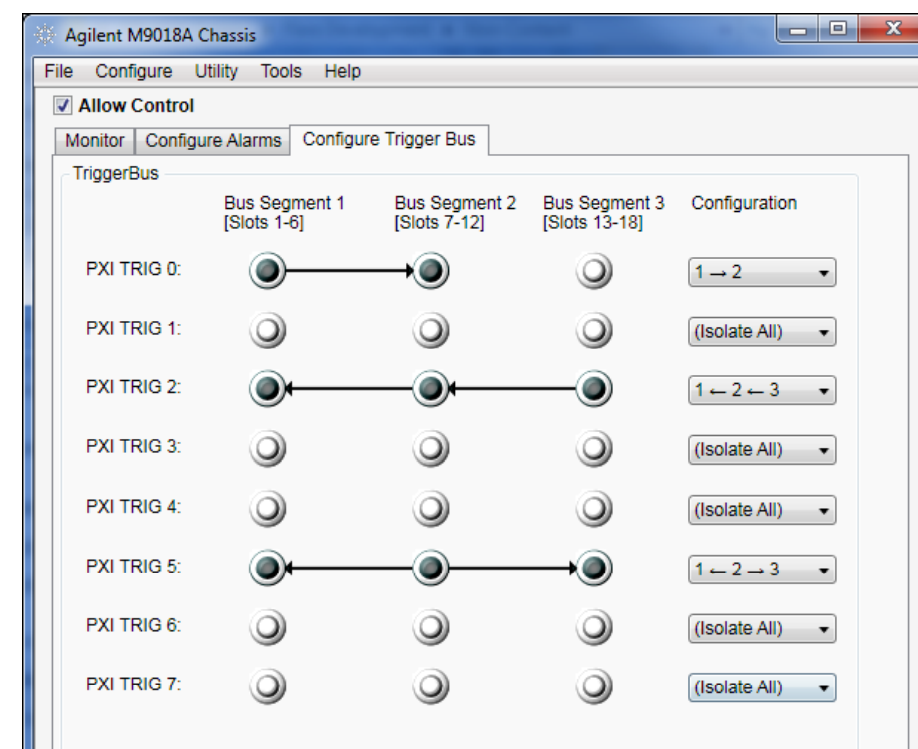 Agilent M9018A Chassis
File Configure Utility Tools Help
Allow Control
Monitor Configure Alarms Configure Trigger Bus
TriggerBus
Bus Segment 1 Bus Segment 2 Bus Segment 3 Configuration
[Slots 1-6] [Slots 7-12] [Slots 13-18]
PXI TRIG 0: 1 → 2
PXI TRIG 1: (Isolate All)
PXI TRIG 2: 1 ← 2 ← 3
PXI TRIG 3: (Isolate All)
PXI TRIG 4: (Isolate All)
PXI TRIG 5: 1 ← 2 → 3
PXI TRIG 6: (Isolate All)
PXI TRIG 7: (Isolate All)